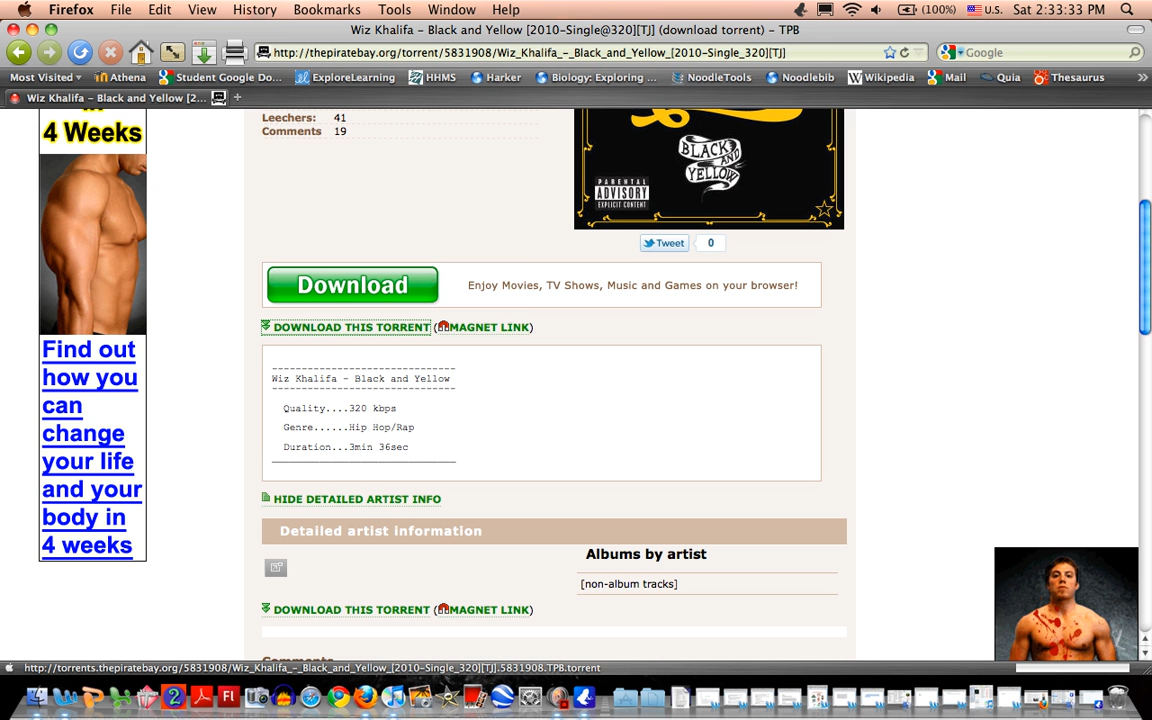 Firefox File Edit View History Bookmarks Tools Window Help (100%) U.S. Sat 2:33:33 PM
Wiz Khalifa - Black and Yellow [2010-Single@320][TJ] (download torrent) - TPB
http://thepiratebay.org/torrent/5831908/Wiz_Khalifa_-_Black_and_Yellow_[2010-Single_320][TJ] Google
Most Visited Athena Student Google Do... ExploreLearning HHMS Harker Biology: Exploring ... NoodleTools Noodlebib Wikipedia Mail Quia Thesaurus
Wiz Khalifa - Black and Yellow [2...
4 Weeks
Find out
how you
can
change
your life
and your
body in
4 weeks
Leechers: 41
Comments 19
BLACK
AND
YELLOW
PARENTAL
ADVISORY
EXPLICIT CONTENT
Tweet 0
Download Enjoy Movies, TV Shows, Music and Games on your browser!
DOWNLOAD THIS TORRENT (MAGNET LINK)
Wiz Khalifa - Black and Yellow
Quality....320 kbps
Genre......Hip Hop/Rap
Duration...3min 36sec
HIDE DETAILED ARTIST INFO
Detailed artist information
Albums by artist
[non-album tracks]
DOWNLOAD THIS TORRENT (MAGNET LINK)
Comments
http://torrents.thepiratebay.org/5831908/Wiz_Khalifa_-_Black_and_Yellow_[2010-Single_320][TJ].5831908.TPB.torrent